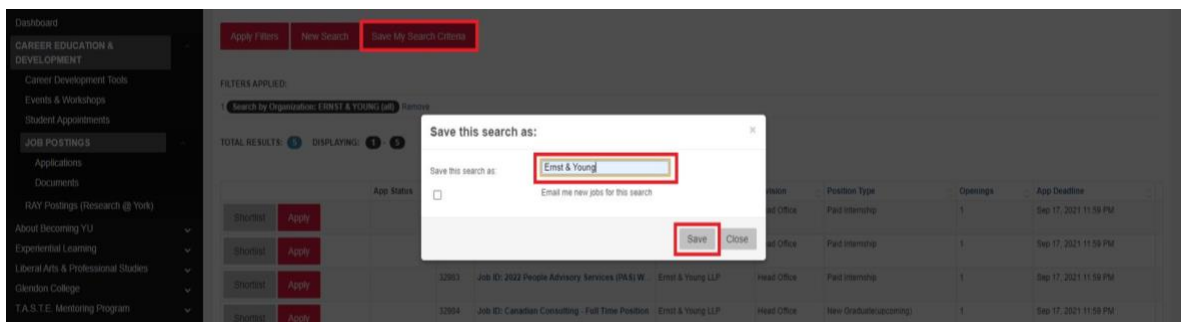 Dashboard
CAREER EDUCATION &
DEVELOPMENT
Career Development Tools
Events & Workshops
Student Appointments
JOB POSTINGS
Applications
Documents
RAY Postings (Research @ York)
About Becoming YU
Experiential Learning
Liberal Arts & Professional Studies
Glendon College
T.A.S.T.E. Mentoring Program
Apply Filters New Search Save My Search Criteria
FILTERS APPLIED:
1 Search by Organization: ERNST & YOUNG (all) Remove
TOTAL RESULTS: 5 DISPLAYING: 1 - 5
Save this search as: ×
Save this search as: Ernst & Young
Email me new jobs for this search
Save Close
App Status Position Type Openings App Deadline
Shortlist Apply Office Paid Internship 1 Sep 17, 2021 11:59 PM
Shortlist Apply Office Paid Internship 1 Sep 17, 2021 11:59 PM
Shortlist Apply 32983 Job ID: 2022 People Advisory Services (PAS) W... Ernst & Young LLP Head Office Paid Internship 1 Sep 17, 2021 11:59 PM
Shortlist Apply 32984 Job ID: Canadian Consulting - Full Time Position Ernst & Young LLP Head Office New Graduate(upcoming) 1 Sep 17, 2021 11:59 PM